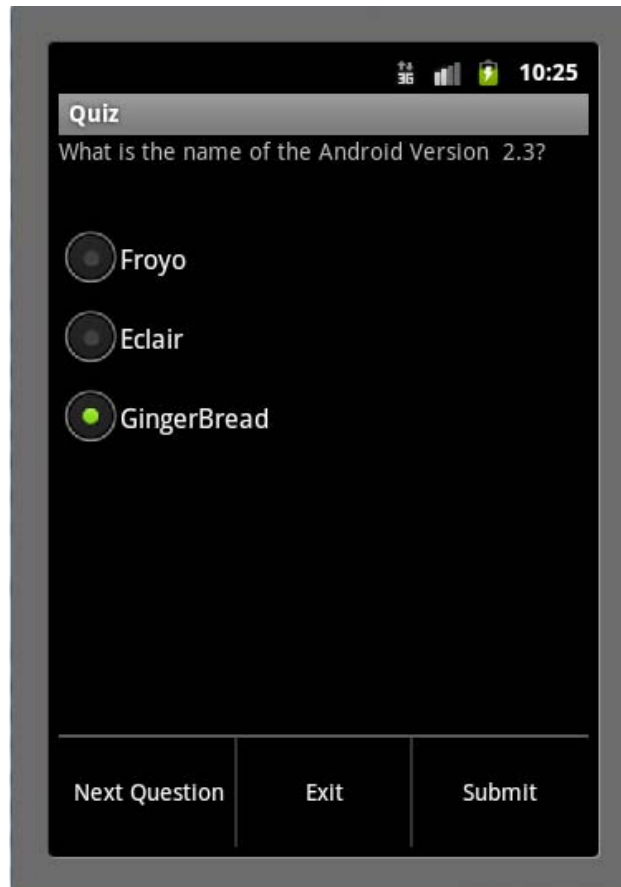 3G 10:25
Quiz
What is the name of the Android Version 2.3?
Froyo
Eclair
GingerBread
Next Question Exit Submit